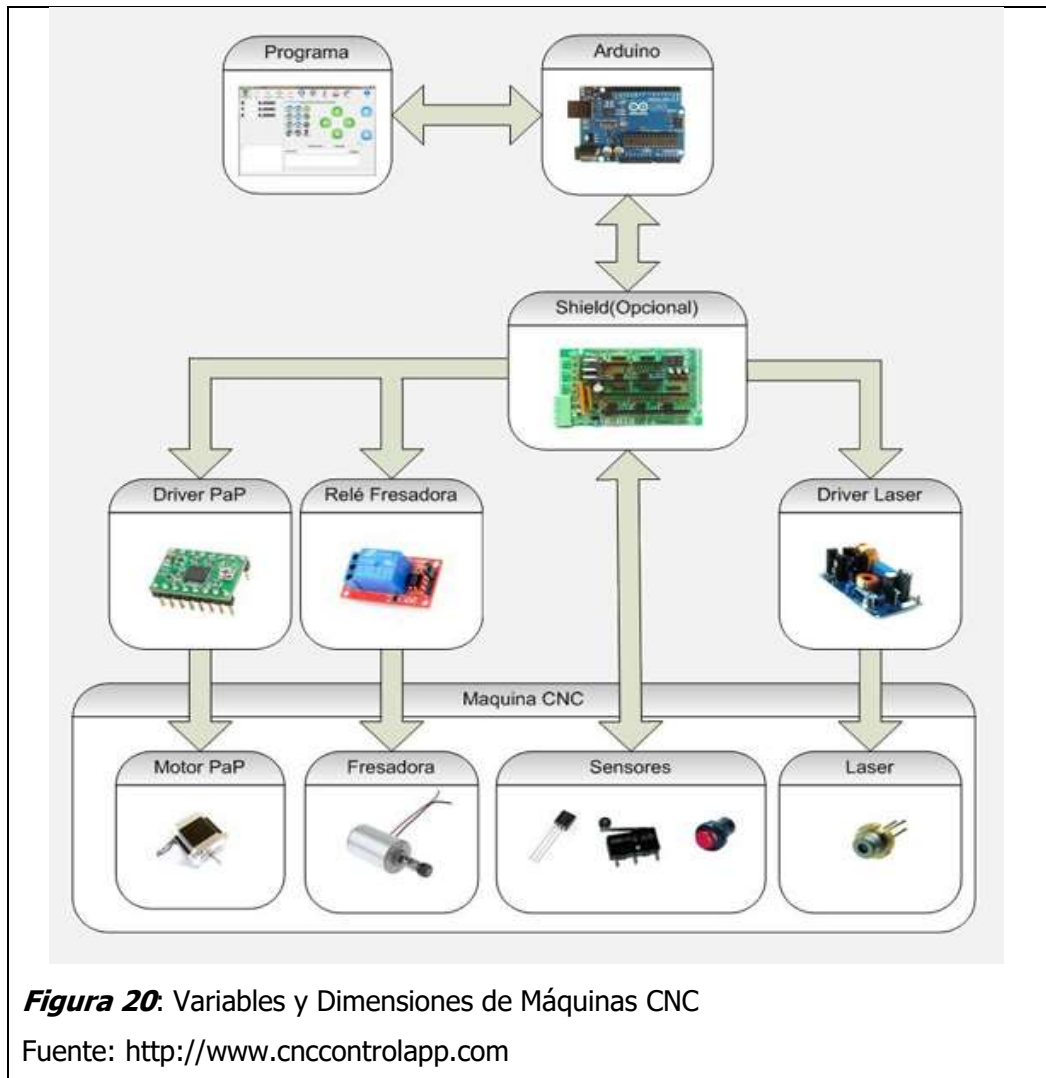 Programa
Arduino
Shield(Opcional)
Driver PaP
Relé Fresadora
Driver Laser
Maquina CNC
Motor PaP
Fresadora
Sensores
Laser
Figura 20: Variables y Dimensiones de Máquinas CNC
Fuente: http://www.cnccontrolapp.com